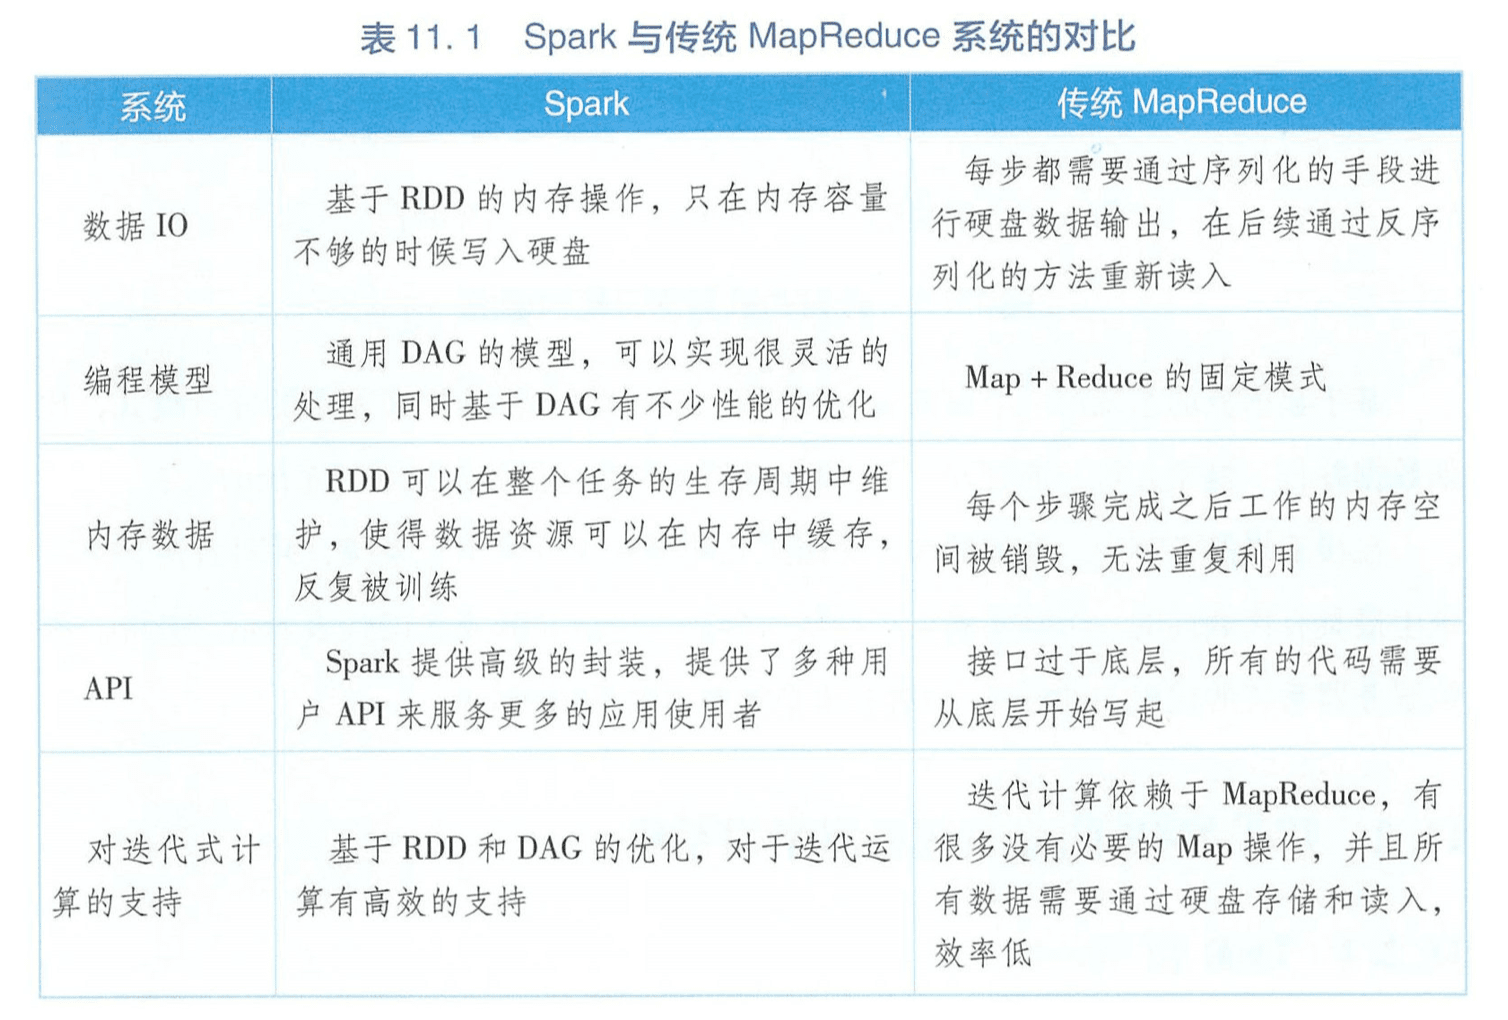 表 11. 1 Spark 与传统 MapReduce 系统的对比
系统 Spark 传统 MapReduce
数据 IO
基于 RDD 的内存操作，只在内存容量
不够的时候写入硬盘
每步都需要通过序列化的手段进
行硬盘数据输出，在后续通过反序
列化的方法重新读入
编程模型
通用 DAG 的模型，可以实现很灵活的
处理，同时基于 DAG 有不少性能的优化
Map + Reduce 的固定模式
内存数据
RDD 可以在整个任务的生存周期中维
护，使得数据资源可以在内存中缓存，
反复被训练
每个步骤完成之后工作的内存空
间被销毁，无法重复利用
API
Spark 提供高级的封装，提供了多种用
户 API 来服务更多的应用使用者
接口过于底层，所有的代码需要
从底层开始写起
对迭代式计
算的支持
基于 RDD 和 DAG 的优化，对于迭代运
算有高效的支持
迭代计算依赖于 MapReduce，有
很多没有必要的 Map 操作，并且所
有数据需要通过硬盘存储和读入，
效率低